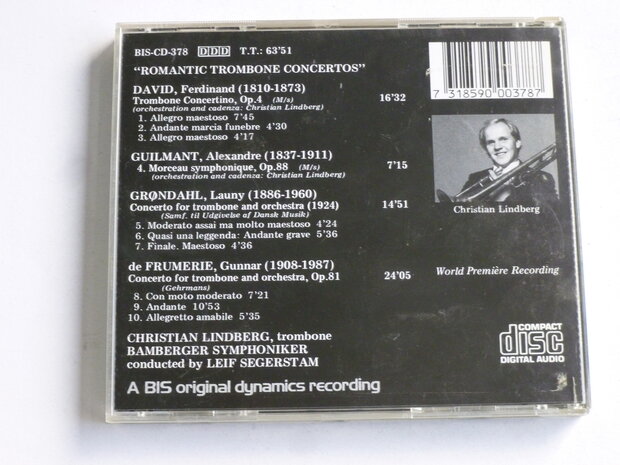 BIS-CD-378 DDD T.T.: 63'51
"ROMANTIC TROMBONE CONCERTOS"
DAVID, Ferdinand (1810-1873)
Trombone Concertino, Op.4 (M/s) 16'32
(orchestration and cadenza: Christian Lindberg)
1. Allegro maestoso 7'45
2. Andante marcia funebre 4'30
3. Allegro maestoso 4'17
GUILMANT, Alexandre (1837-1911)
4. Morceau symphonique, Op.88 (M/s) 7'15
(orchestration and cadenza: Christian Lindberg)
GRØNDAHL, Launy (1886-1960)
Concerto for trombone and orchestra (1924) 14'51
(Samf. til Udgivelse af Dansk Musik)
5. Moderato assai ma molto maestoso 4'24
6. Quasi una leggenda: Andante grave 5'36
7. Finale. Maestoso 4'36
de FRUMERIE, Gunnar (1908-1987)
Concerto for trombone and orchestra, Op.81 24'05
(Gehrmans)
8. Con moto moderato 7'21
9. Andante 10'53
10. Allegretto amabile 5'35
CHRISTIAN LINDBERG, trombone
BAMBERGER SYMPHONIKER
conducted by LEIF SEGERSTAM
A BIS original dynamics recording
7 318590 003787
Christian Lindberg
World Première Recording
COMPACT
disc
DIGITAL AUDIO